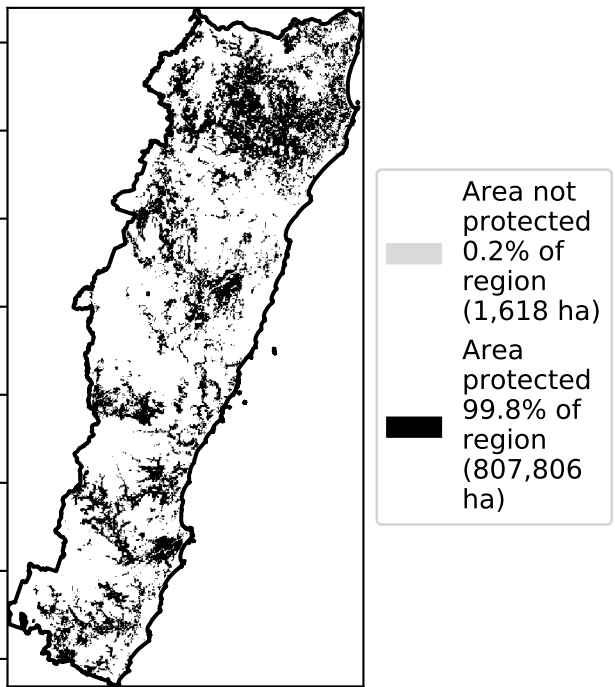 Area not
protected
0.2% of
region
(1,618 ha)
Area
protected
99.8% of
region
(807,806
ha)